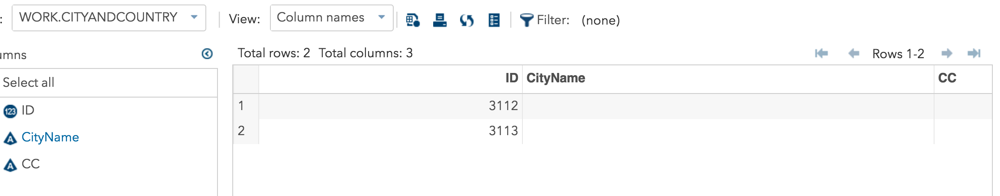 : WORK.CITYANDCOUNTRY View: Column names Filter: (none)
umns
Total rows: 2 Total columns: 3 Rows 1-2
Select all
123 ID
A CityName
A CC
ID CityName CC
1 3112
2 3113